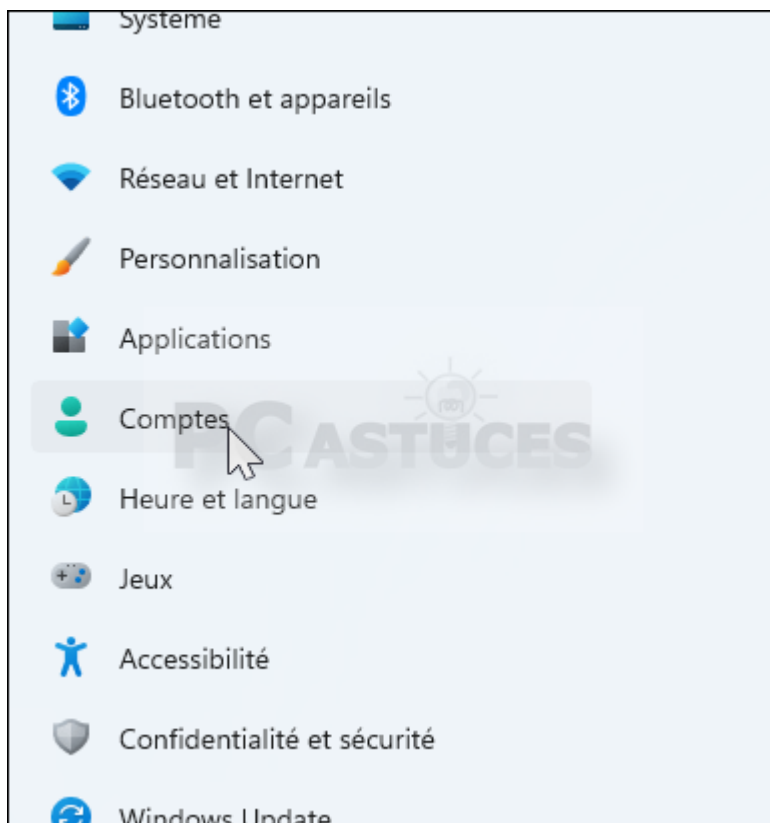 Système
Bluetooth et appareils
Réseau et Internet
Personnalisation
Applications
Comptes
PC ASTUCES
Heure et langue
Jeux
Accessibilité
Confidentialité et sécurité
Windows Update